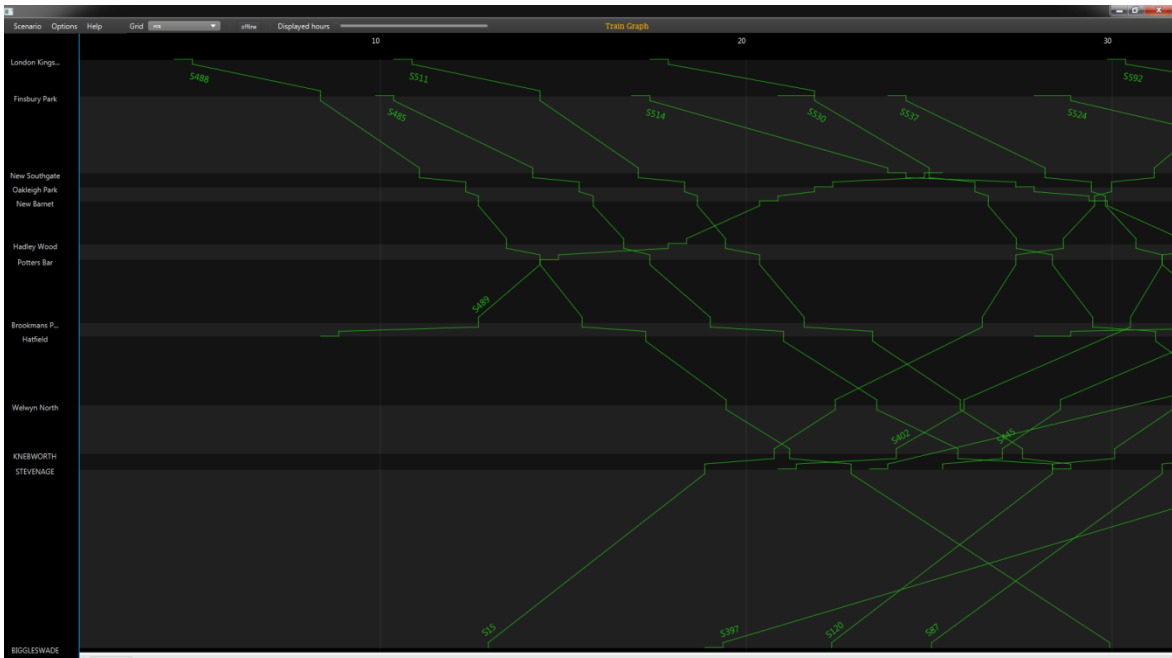 Scenario Options Help Grid offline Displayed hours Train Graph
10 20 30
London Kings...
S488 S511 S592
Finsbury Park
S485 S514 S530 S537 S524
New Southgate
Oakleigh Park
New Barnet
Hadley Wood
Potters Bar
S489
Brookmans P...
Hatfield
Welwyn North
S402 S445
KNEBWORTH
STEVENAGE
S15 S397 S120 S87
BIGGLESWADE